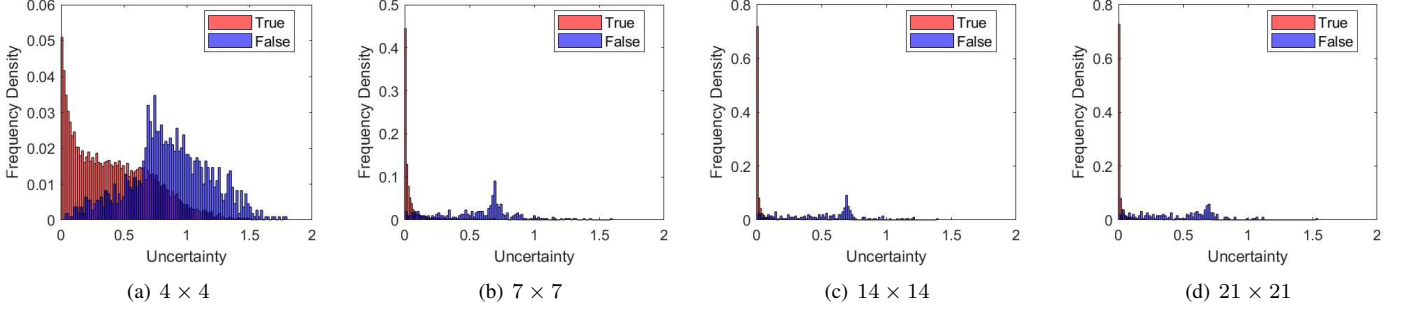 0.06
0.05
0.04
0.03
0.02
0.01
0
Frequency Density
0 0.5 1 1.5 2
Uncertainty
True
False
(a) 4 × 4
0.5
0.4
0.3
0.2
0.1
0
Frequency Density
0 0.5 1 1.5 2
Uncertainty
True
False
(b) 7 × 7
0.8
0.6
0.4
0.2
0
Frequency Density
0 0.5 1 1.5 2
Uncertainty
True
False
(c) 14 × 14
0.8
0.6
0.4
0.2
0
Frequency Density
0 0.5 1 1.5 2
Uncertainty
True
False
(d) 21 × 21